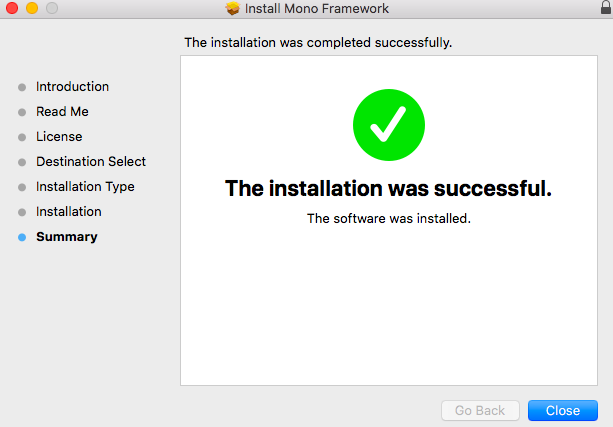 Install Mono Framework
The installation was completed successfully.
Introduction
Read Me
License
Destination Select
Installation Type
Installation
Summary
The installation was successful.
The software was installed.
Go Back
Close